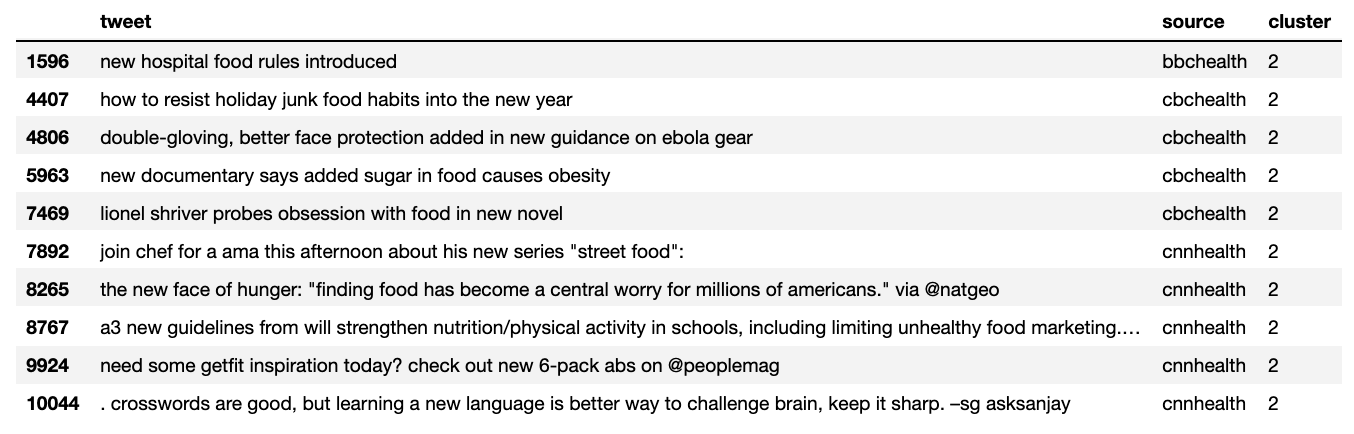 tweet source cluster
1596 new hospital food rules introduced bbchealth 2
4407 how to resist holiday junk food habits into the new year cbchealth 2
4806 double-gloving, better face protection added in new guidance on ebola gear cbchealth 2
5963 new documentary says added sugar in food causes obesity cbchealth 2
7469 lionel shriver probes obsession with food in new novel cbchealth 2
7892 join chef for a ama this afternoon about his new series "street food": cnnhealth 2
8265 the new face of hunger: "finding food has become a central worry for millions of americans." via @natgeo cnnhealth 2
8767 a3 new guidelines from will strengthen nutrition/physical activity in schools, including limiting unhealthy food marketing.… cnnhealth 2
9924 need some getfit inspiration today? check out new 6-pack abs on @peoplemag cnnhealth 2
10044 . crosswords are good, but learning a new language is better way to challenge brain, keep it sharp. –sg asksanjay cnnhealth 2